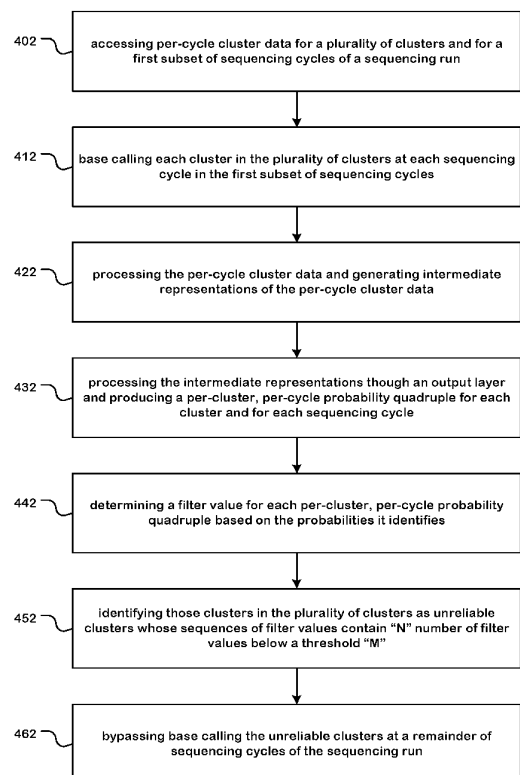 402
accessing per-cycle cluster data for a plurality of clusters and for a
first subset of sequencing cycles of a sequencing run
412
base calling each cluster in the plurality of clusters at each sequencing
cycle in the first subset of sequencing cycles
422
processing the per-cycle cluster data and generating intermediate
representations of the per-cycle cluster data
432
processing the intermediate representations though an output layer
and producing a per-cluster, per-cycle probability quadruple for each
cluster and for each sequencing cycle
442
determining a filter value for each per-cluster, per-cycle probability
quadruple based on the probabilities it identifies
452
identifying those clusters in the plurality of clusters as unreliable
clusters whose sequences of filter values contain “N” number of filter
values below a threshold “M”
462
bypassing base calling the unreliable clusters at a remainder of
sequencing cycles of the sequencing run